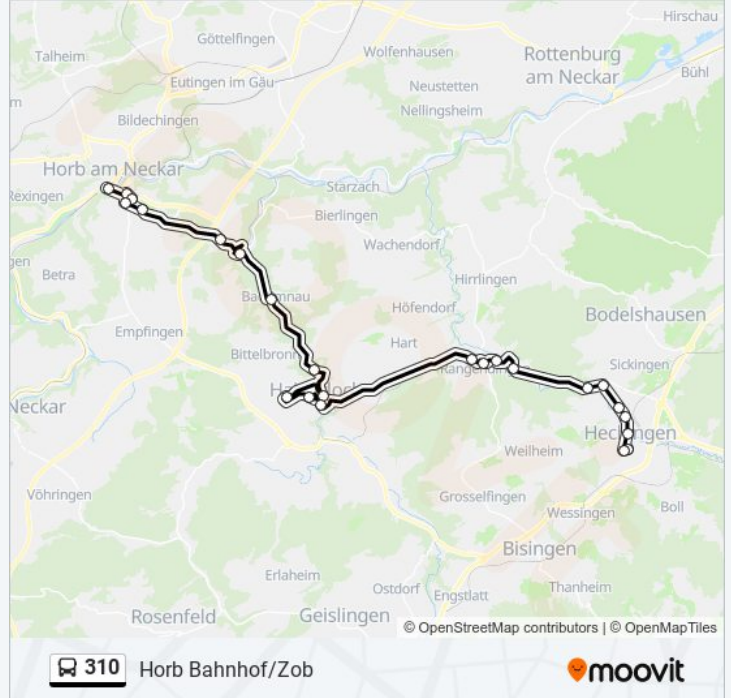 Hirschau
Göttelfingen
Talheim
Wolfenhausen
Rottenburg
am Neckar
Eutingen im Gäu
Neustetten
Bühl
m
Nellingsheim
Bildechingen
Horb am Neckar
Rexingen
Starzach
Bierlingen
Wachendorf
gen
Betra
Hirrlingen
Höfendorf
Bodelshausen
Empfingen
Hart
Bittelbronn
Sickingen
Neckar
Hechingen
Weilheim
Vöhringen
Grosselfingen
Boll
Wessingen
Bisingen
Erlaheim
Ostdorf
Engstlatt
Thanheim
Rosenfeld
Geislingen
© OpenStreetMap contributors | © OpenMapTiles
310 Horb Bahnhof/Zob
moovit